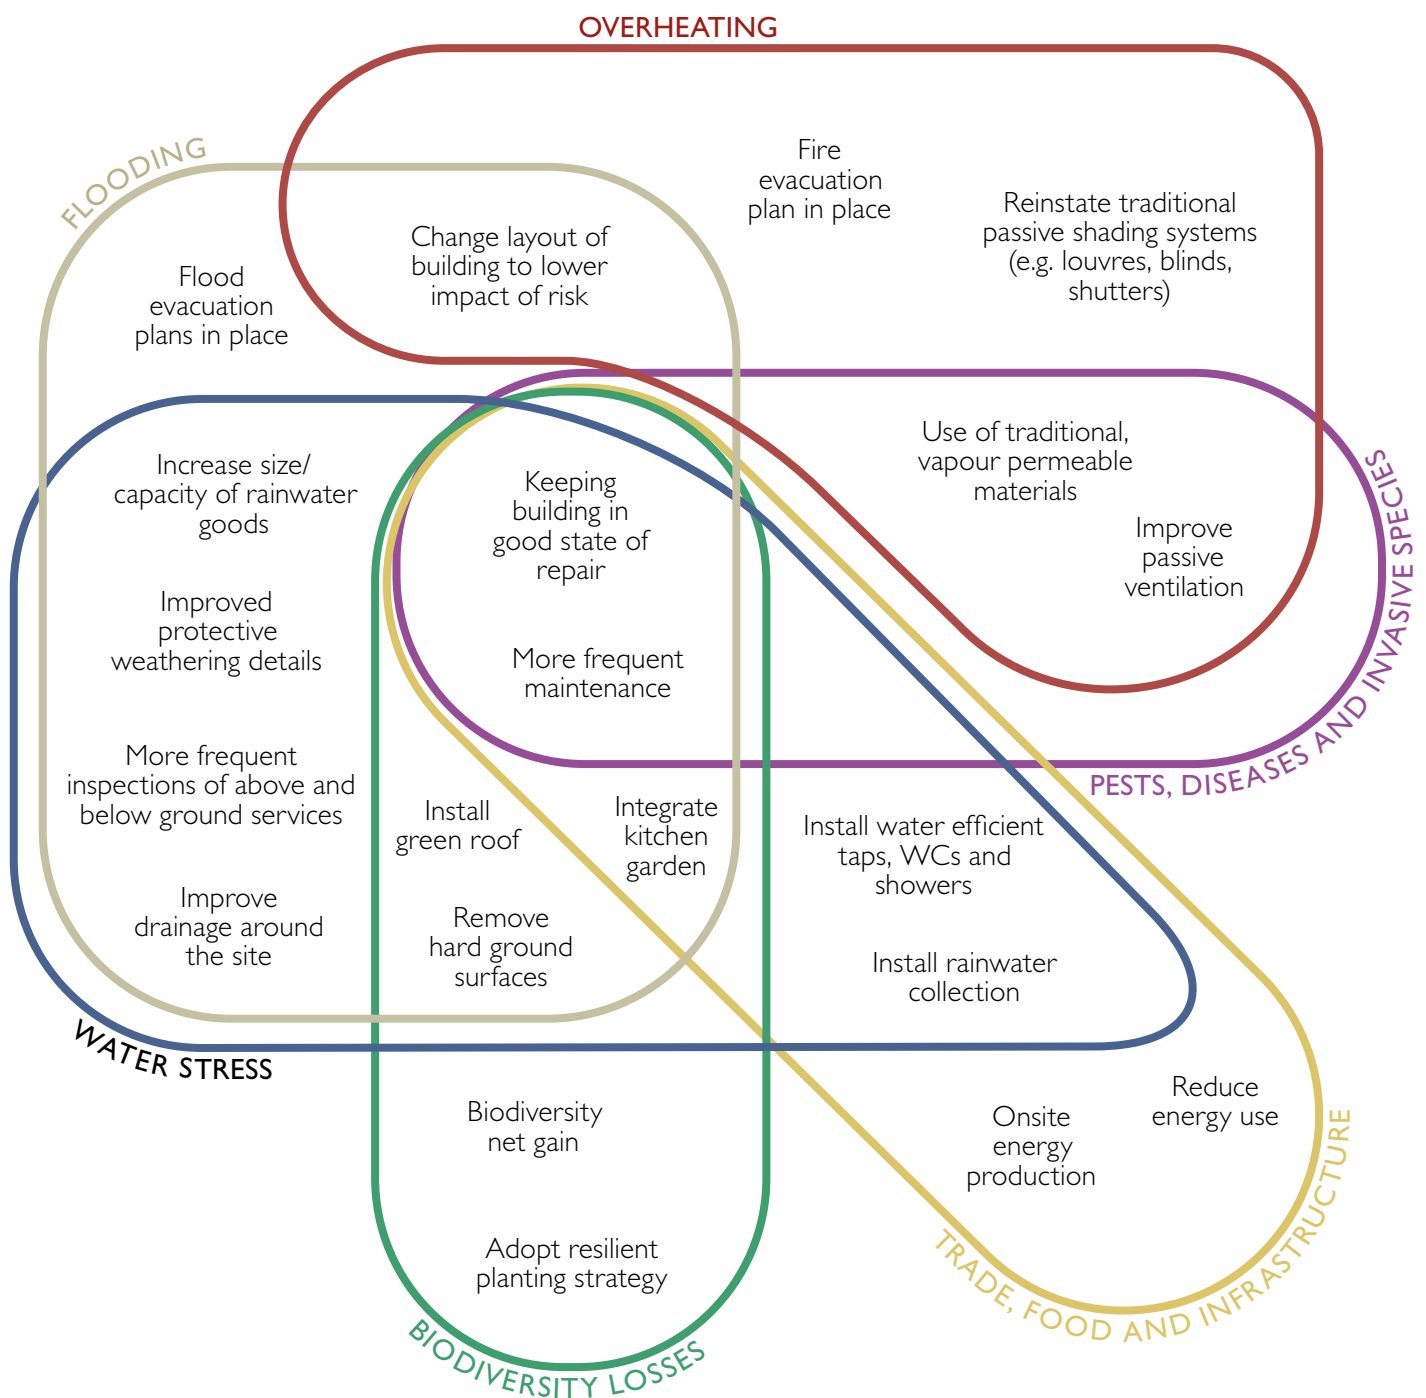 OVERHEATING
FLOODING
Fire
evacuation
plan in place
Reinstate traditional
passive shading systems
(e.g. louvres, blinds,
shutters)
Change layout of
building to lower
impact of risk
Flood
evacuation
plans in place
Use of traditional,
vapour permeable
materials
Improve
passive
ventilation
PESTS, DISEASES AND INVASIVE SPECIES
Increase size/
capacity of rainwater
goods
Keeping
building in
good state of
repair
Improved
protective
weathering details
More frequent
maintenance
More frequent
inspections of above and
below ground services
Install
green roof
Integrate
kitchen
garden
Install water efficient
taps, WCs and
showers
Improve
drainage around
the site
Remove
hard ground
surfaces
Install rainwater
collection
WATER STRESS
Biodiversity
net gain
Onsite
energy
production
Reduce
energy use
Adopt resilient
planting strategy
TRADE, FOOD AND INFRASTRUCTURE
BIODIVERSITY LOSSES